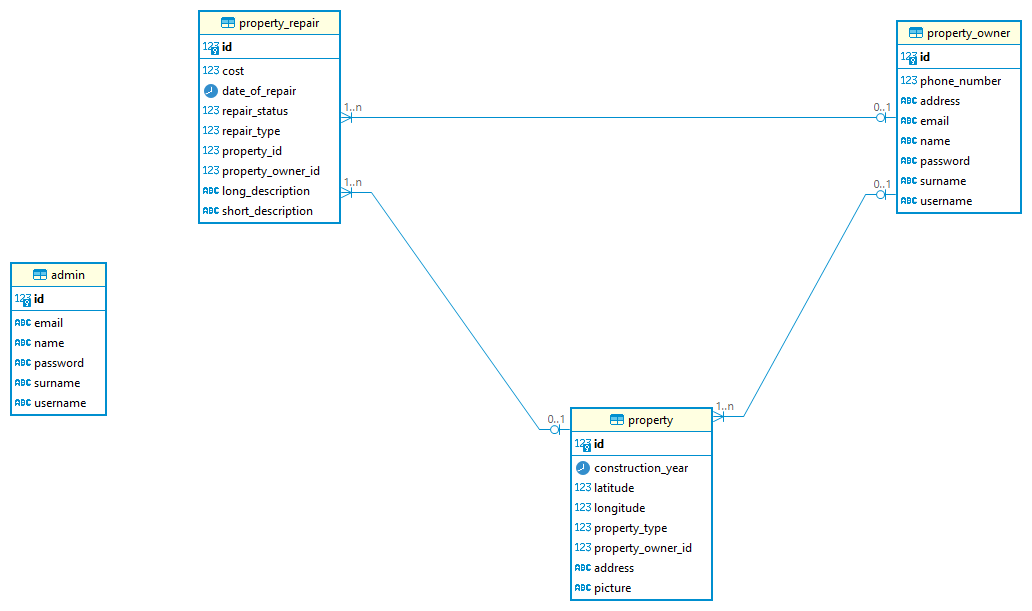 property_repair
123 id
123 cost
date_of_repair
123 repair_status
123 repair_type
123 property_id
123 property_owner_id
ABC long_description
ABC short_description
1..n
1..n
0..1
0..1
property_owner
123 id
123 phone_number
ABC address
ABC email
ABC name
ABC password
ABC surname
ABC username
admin
123 id
ABC email
ABC name
ABC password
ABC surname
ABC username
0..1
1..n
property
123 id
construction_year
123 latitude
123 longitude
123 property_type
123 property_owner_id
ABC address
ABC picture